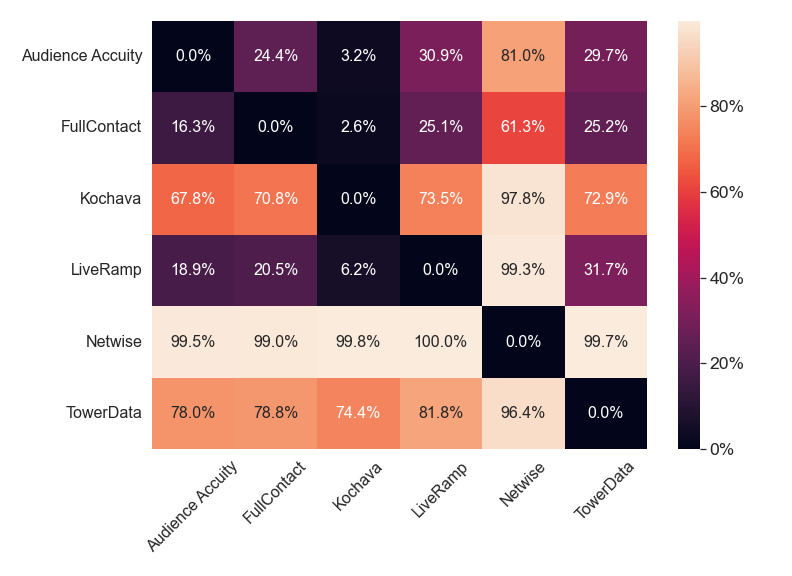 Audience Accuity 0.0% 24.4% 3.2% 30.9% 81.0% 29.7%
80%
FullContact 16.3% 0.0% 2.6% 25.1% 61.3% 25.2%
60%
Kochava 67.8% 70.8% 0.0% 73.5% 97.8% 72.9%
40%
LiveRamp 18.9% 20.5% 6.2% 0.0% 99.3% 31.7%
20%
Netwise 99.5% 99.0% 99.8% 100.0% 0.0% 99.7%
TowerData 78.0% 78.8% 74.4% 81.8% 96.4% 0.0%
0%
Audience Accuity FullContact Kochava LiveRamp Netwise TowerData